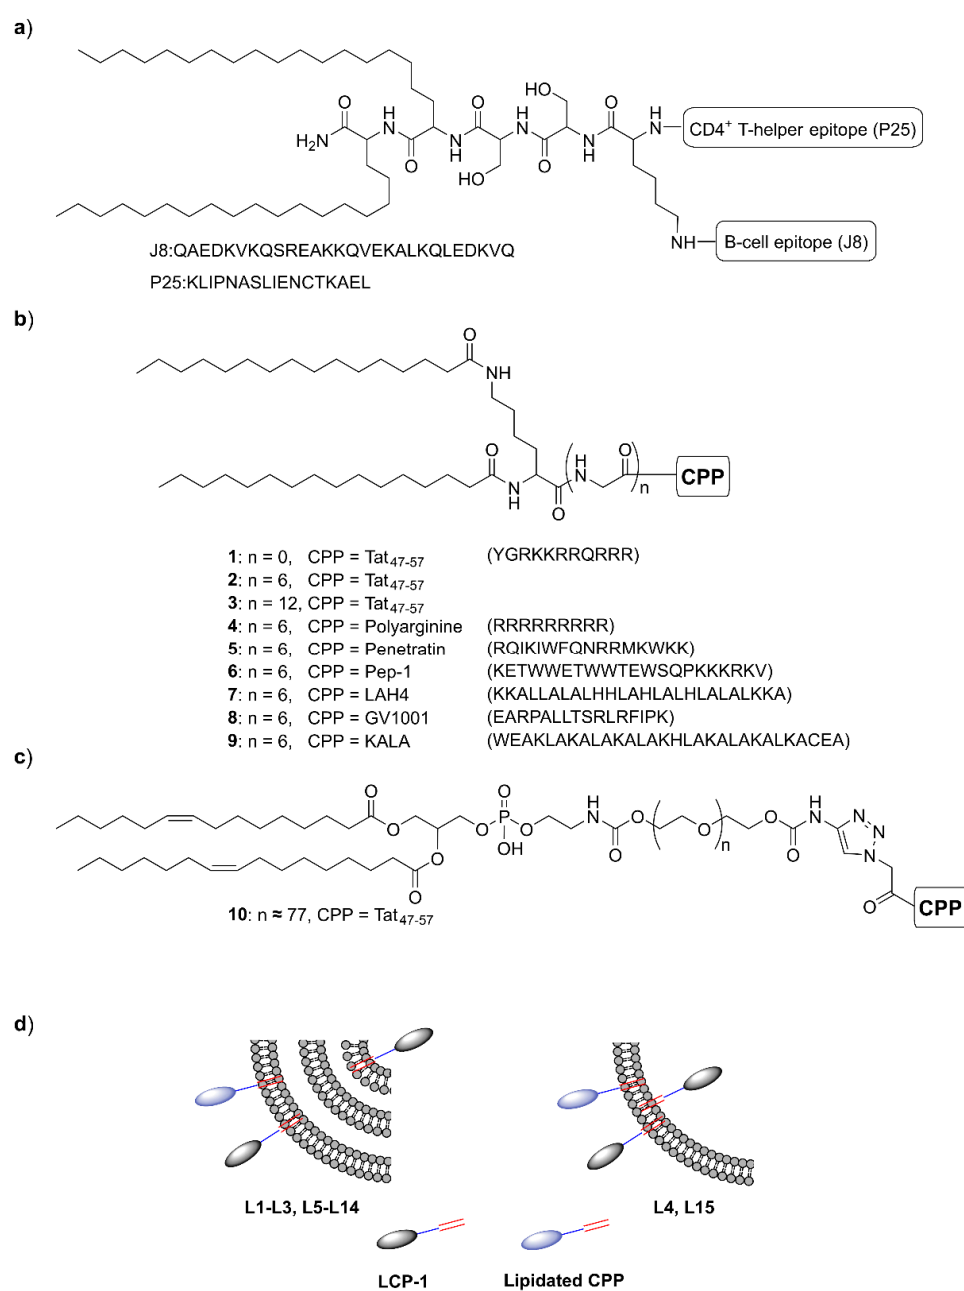 a)
O
H
N
O
H
N
HO
O
H
N
CD4+ T-helper epitope (P25)
H2N
O
N
H
HO
O
N
H
NH
B-cell epitope (J8)
J8:QAEDKVKQSREAKKQVEKALKQLEDKVQ
P25:KLIPNASLIENCTKAEL
b)
O
NH
O
N
H
O
H
N
O
n
CPP
1: n = 0, CPP = Tat47-57 (YGRKKRRQRRR)
2: n = 6, CPP = Tat47-57
3: n = 12, CPP = Tat47-57
4: n = 6, CPP = Polyarginine (RRRRRRRRR)
5: n = 6, CPP = Penetratin (RQIKIWFQNRRMKWKK)
6: n = 6, CPP = Pep-1 (KETWWETWWTEWSQPKKKRKV)
7: n = 6, CPP = LAH4 (KKALLALALHHLAHLALHLALALKKA)
8: n = 6, CPP = GV1001 (EARPALLTSRLRFIPK)
9: n = 6, CPP = KALA (WEAKLAKALAKALAKHLAKALAKALKACEA)
c)
O
O
O
O
O
O
P
OH
O
H
N
O
O
O
n
O
O
H
N
N
N
N
O
CPP
10: n ≈ 77, CPP = Tat47-57
d)
L1-L3, L5-L14
L4, L15
LCP-1
Lipidated CPP